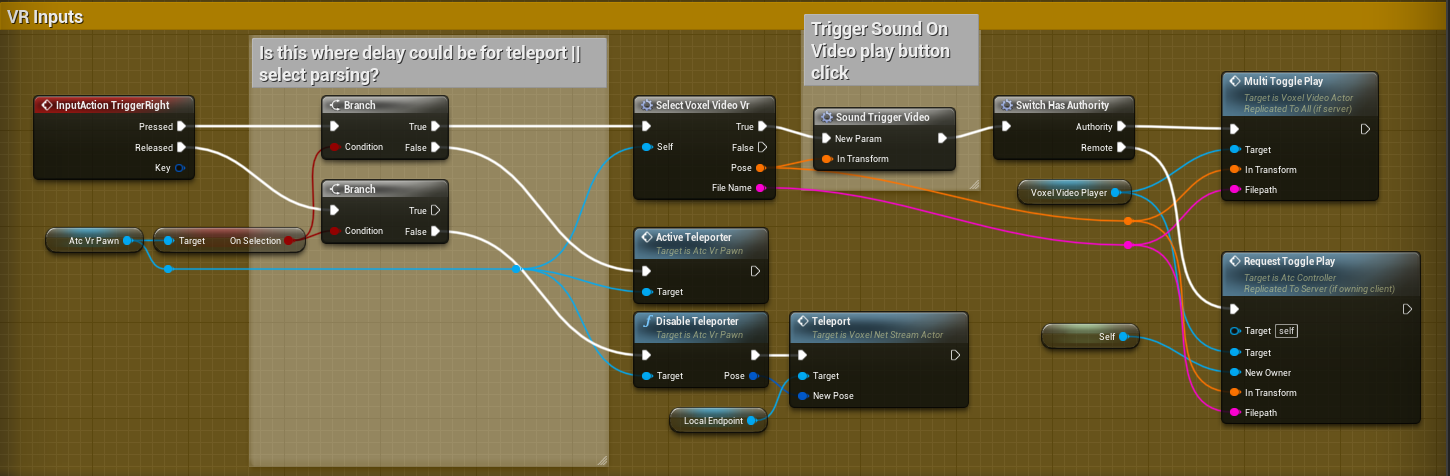 VR Inputs
Is this where delay could be for teleport ||
select parsing?
Trigger Sound On
Video play button
click
InputAction TriggerRight
Pressed
Released
Key
Branch
True
Condition
False
Branch
True
Condition
False
Atc Vr Pawn
Target
On Selection
Select Voxel Video Vr
True
Self
False
Pose
File Name
Sound Trigger Video
New Param
In Transform
Switch Has Authority
Authority
Remote
Voxel Video Player
Multi Toggle Play
Target is Voxel Video Actor
Replicated To All (if server)
Target
In Transform
Filepath
Active Teleporter
Target is Atc Vr Pawn
Target
Disable Teleporter
Target is Atc Vr Pawn
Target
Pose
Teleport
Target is Voxel Net Stream Actor
Target
New Pose
Local Endpoint
Self
Request Toggle Play
Target is Atc Controller
Replicated To Server (if owning client)
Target self
Target
New Owner
In Transform
Filepath